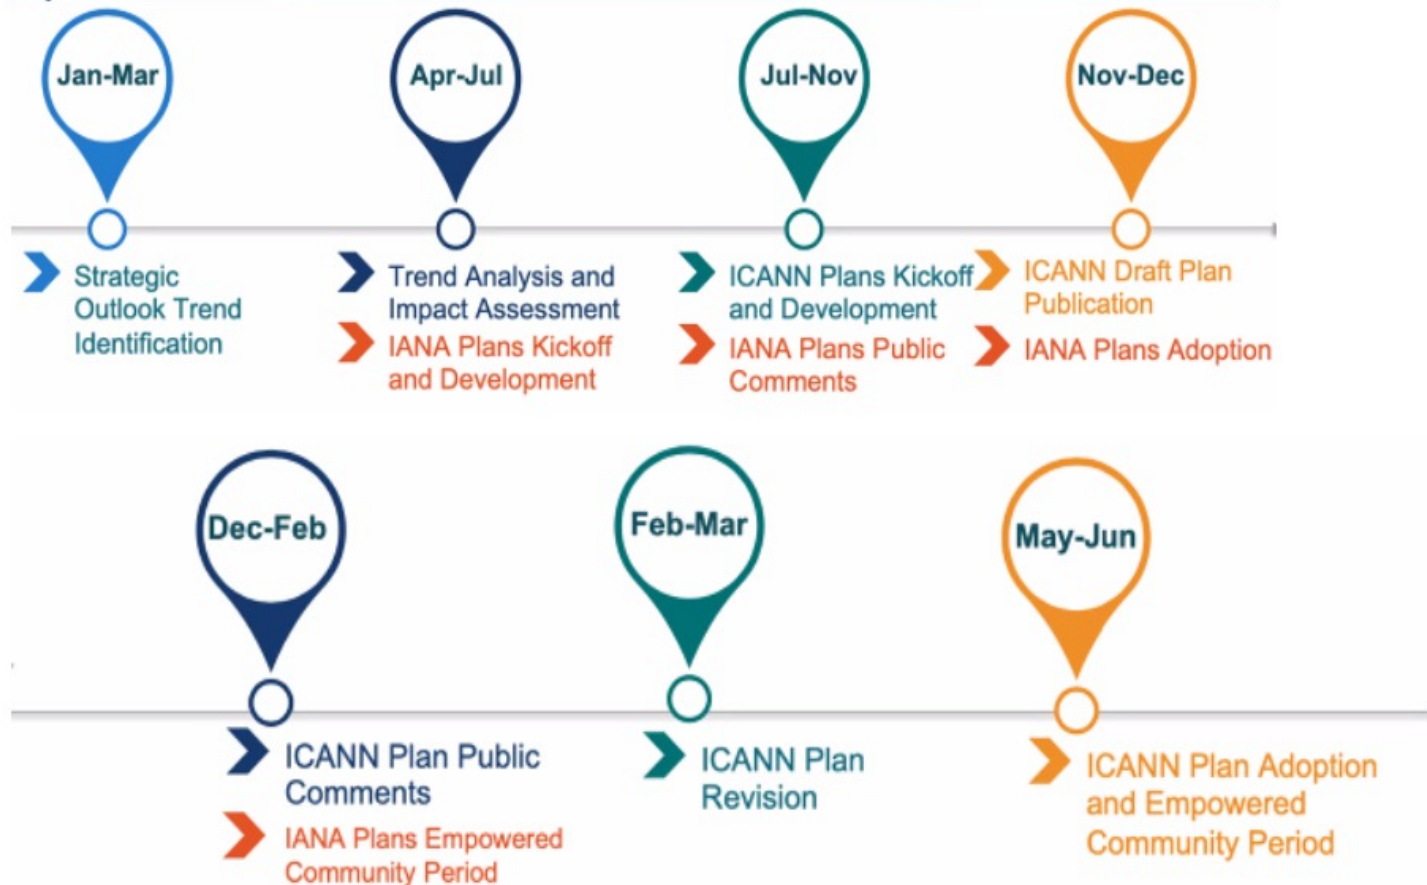 Jan-Mar
Apr-Jul
Jul-Nov
Nov-Dec
Strategic
Outlook Trend
Identification
Trend Analysis and
Impact Assessment
IANA Plans Kickoff
and Development
ICANN Plans Kickoff
and Development
IANA Plans Public
Comments
ICANN Draft Plan
Publication
IANA Plans Adoption
Dec-Feb
Feb-Mar
May-Jun
ICANN Plan Public
Comments
IANA Plans Empowered
Community Period
ICANN Plan
Revision
ICANN Plan Adoption
and Empowered
Community Period